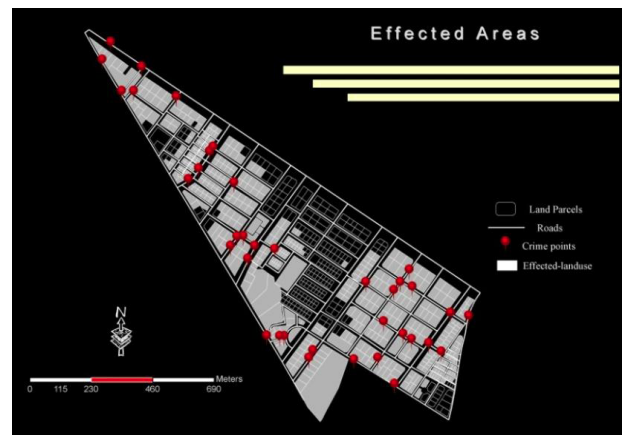 Effected Areas
Land Parcels
Roads
Crime points
Effected-landuse
N
Meters
0 115 230 460 690